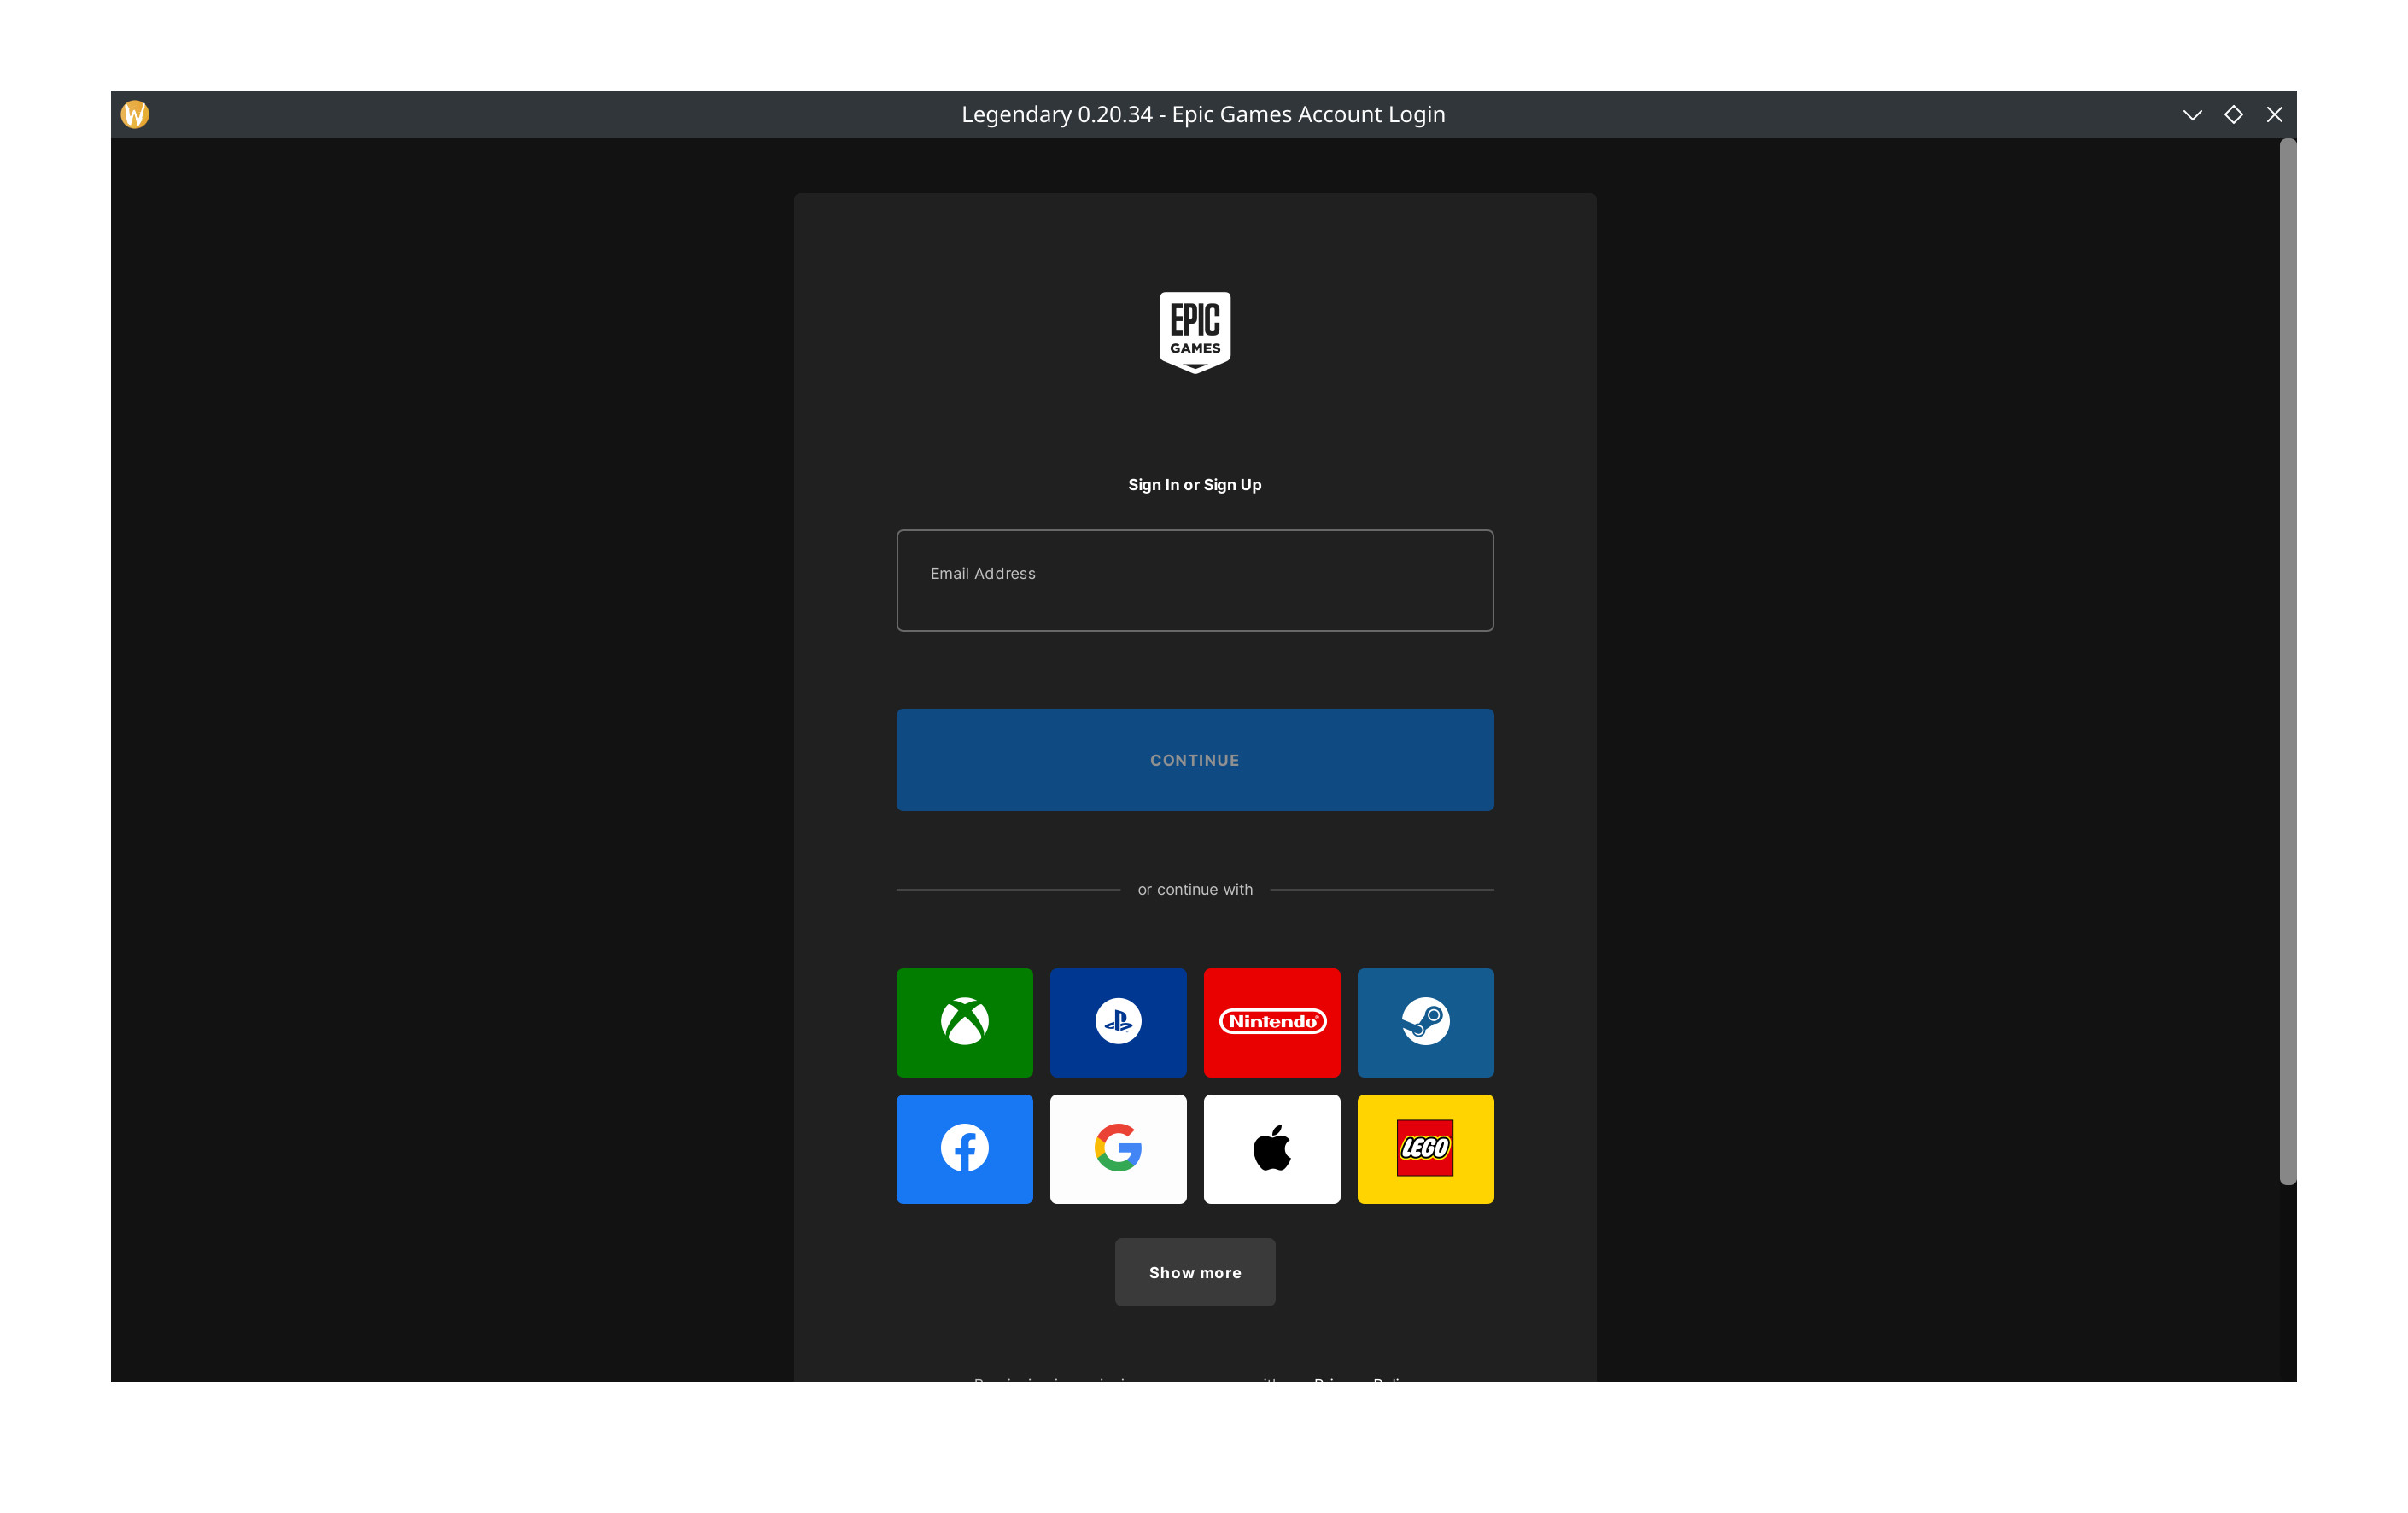 Legendary 0.20.34 - Epic Games Account Login
EPIC
GAMES
Sign In or Sign Up
Email Address
CONTINUE
or continue with
Nintendo
LEGO
Show more